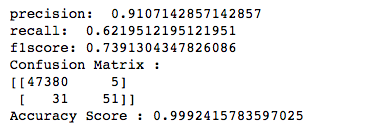 precision:  0.9107142857142857
recall:  0.6219512195121951
f1score: 0.7391304347826086
Confusion Matrix :
[[47380     5]
 [   31    51]]
Accuracy Score : 0.9992415783597025